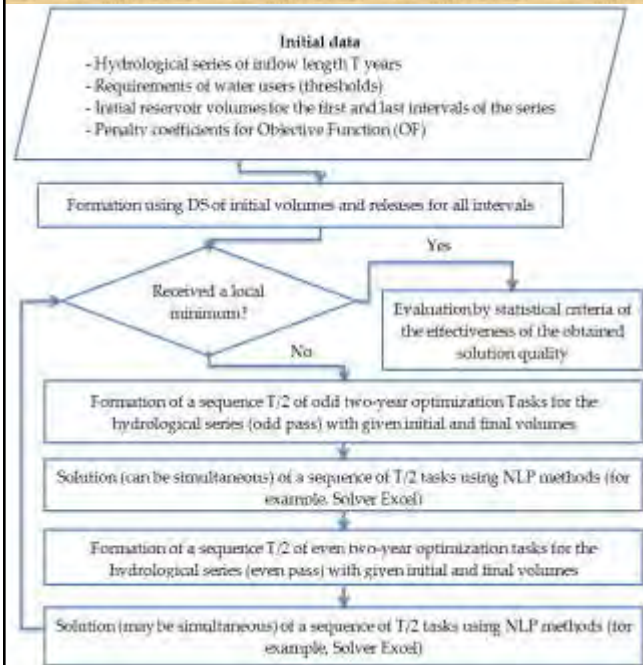 Initial data
- Hydrological series of inflow length T years
- Requirements of water users (thresholds)
- Initial reservoir volumes for the first and last intervals of the series
- Penalty coefficients for Objective Function (OF)
Formation using DS of initial volumes and releases for all intervals
Yes
Received a local
minimum?
Evaluation by statistical criteria of
the effectiveness of the obtained
solution quality
No
Formation of a sequence T/2 of odd two-year optimization Tasks for the
hydrological series (odd pass) with given initial and final volumes
Solution (can be simultaneous) of a sequence of T/2 tasks using NLP methods (for
example, Solver Excel)
Formation of a sequence T/2 of even two-year optimization tasks for the
hydrological series (even pass) with given initial and final volumes
Solution (may be simultaneous) of a sequence of T/2 tasks using NLP methods (for
example, Solver Excel)